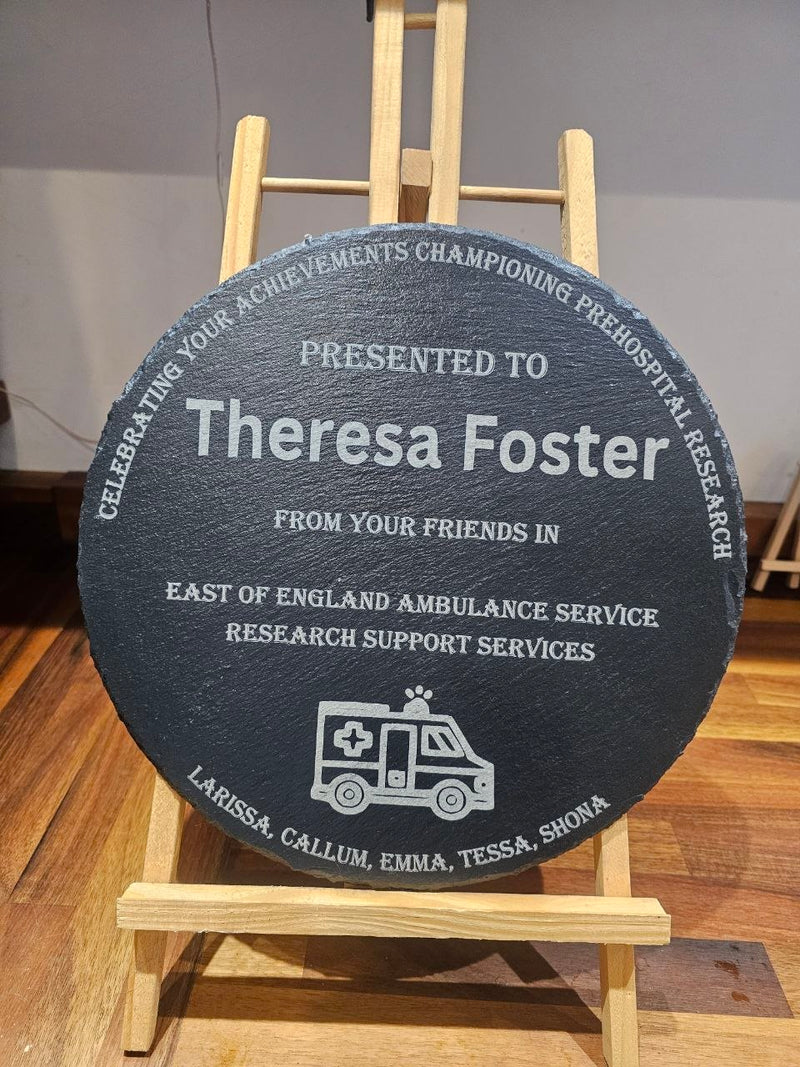 CELEBRATING YOUR ACHIEVEMENTS CHAMPIONING PREHOSPITAL RESEARCH
PRESENTED TO
Theresa Foster
FROM YOUR FRIENDS IN
EAST OF ENGLAND AMBULANCE SERVICE
RESEARCH SUPPORT SERVICES
LARISSA, CALLUM, EMMA, TESSA, SHONA